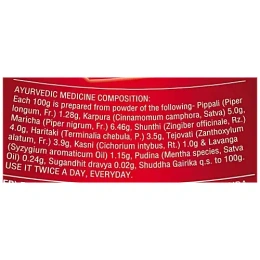 AYURVEDIC MEDICINE COMPOSITION:
Each 100g is prepared from powder of the following- Pippali (Piper
longum, Fr.) 1.28g, Karpura (Cinnamomum camphora, Satva) 5.0g,
Maricha (Piper nigrum, Fr.) 6.46g, Shunthi (Zingiber officinale, Rz.)
4.0g, Haritaki (Terminalia chebula, P.) 3.5g, Tejovati (Zanthoxylum
alatum, Fr.) 3.9g, Kasni (Cichorium intybus, Rt.) 1.0g & Lavanga
(Syzygium aromaticum Oil) 1.15g, Pudina (Mentha species, Satva
Oil) 0.24g, Sugandhit dravya 0.02g, Shuddha Gairika q.s. to 100g.
USE IT TWICE A DAY, EVERYDAY.